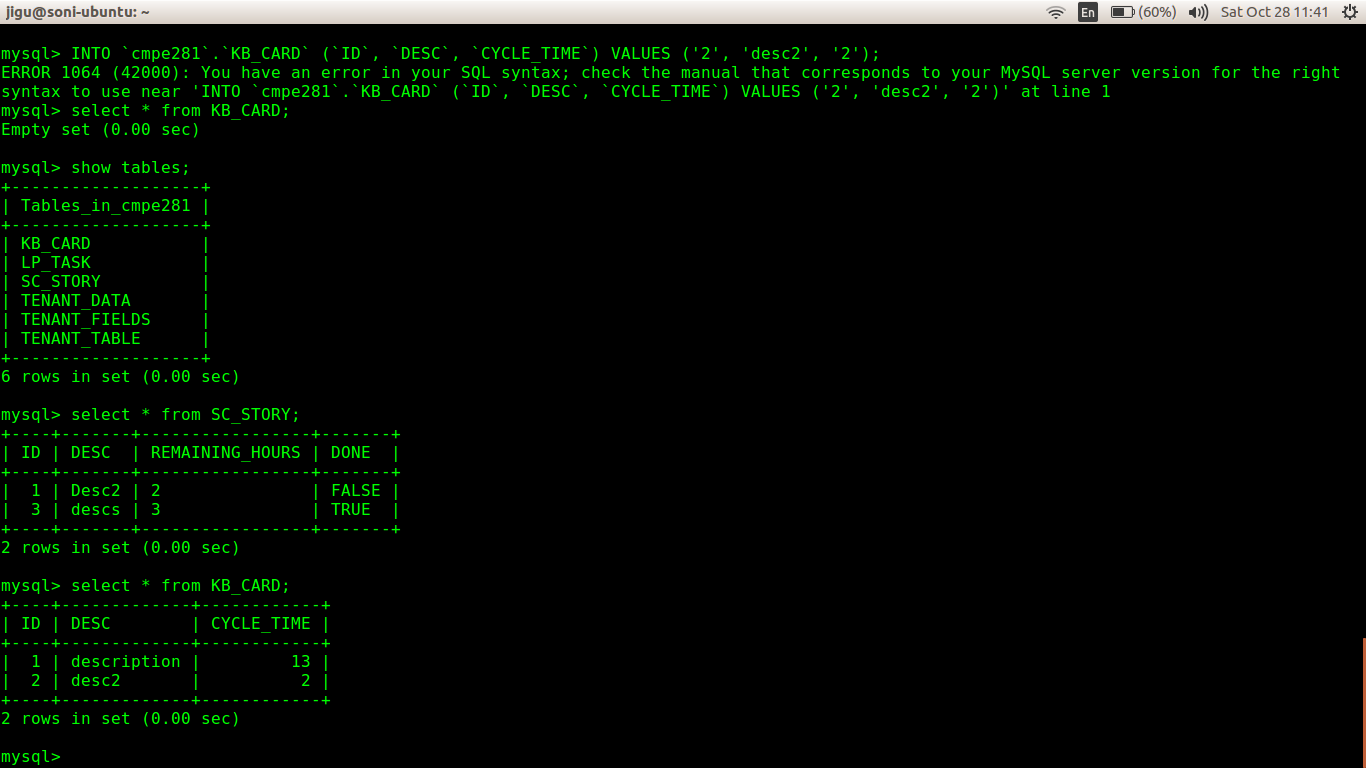 jigu@soni-ubuntu: ~ En (60%) Sat Oct 28 11:41
mysql> INTO `cmpe281`.`KB_CARD` (`ID`, `DESC`, `CYCLE_TIME`) VALUES ('2', 'desc2', '2');
ERROR 1064 (42000): You have an error in your SQL syntax; check the manual that corresponds to your MySQL server version for the right
syntax to use near 'INTO `cmpe281`.`KB_CARD` (`ID`, `DESC`, `CYCLE_TIME`) VALUES ('2', 'desc2', '2')' at line 1
mysql> select * from KB_CARD;
Empty set (0.00 sec)

mysql> show tables;
+-------------------+
| Tables_in_cmpe281 |
+-------------------+
| KB_CARD           |
| LP_TASK           |
| SC_STORY          |
| TENANT_DATA       |
| TENANT_FIELDS     |
| TENANT_TABLE      |
+-------------------+
6 rows in set (0.00 sec)

mysql> select * from SC_STORY;
+----+-------+-----------------+-------+
| ID | DESC  | REMAINING_HOURS | DONE  |
+----+-------+-----------------+-------+
|  1 | Desc2 | 2               | FALSE |
|  3 | descs | 3               | TRUE  |
+----+-------+-----------------+-------+
2 rows in set (0.00 sec)

mysql> select * from KB_CARD;
+----+-------------+------------+
| ID | DESC        | CYCLE_TIME |
+----+-------------+------------+
|  1 | description |         13 |
|  2 | desc2       |          2 |
+----+-------------+------------+
2 rows in set (0.00 sec)

mysql>